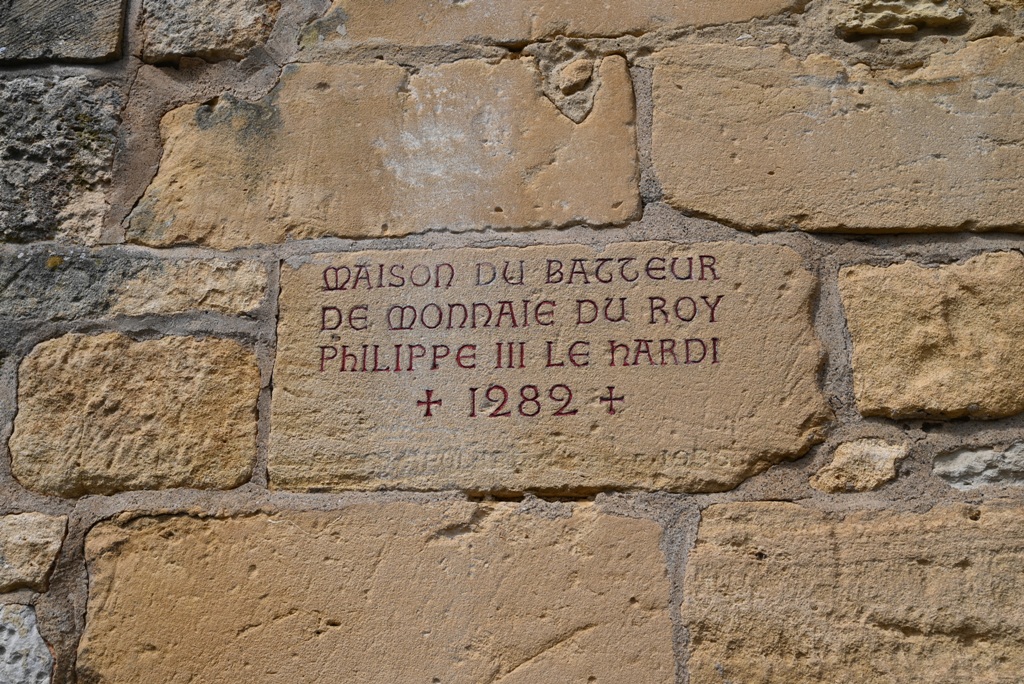 MAISON DU BATTEUR
DE MONNAIE DU ROY
PHILIPPE III LE HARDI
+ 1282 +